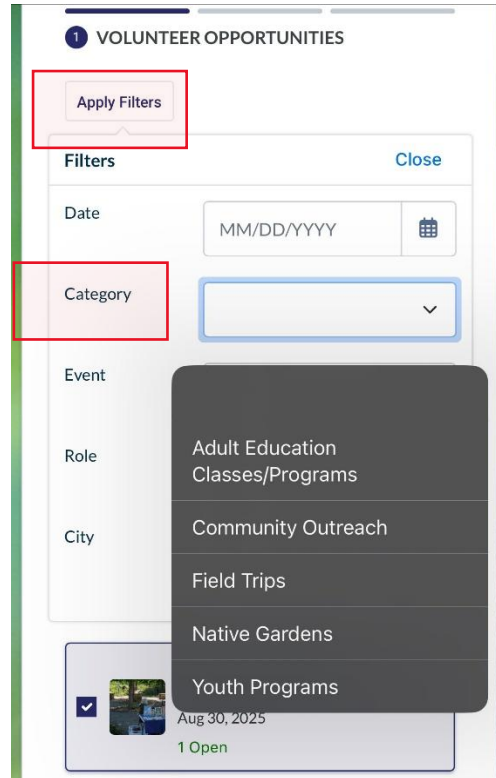 1 VOLUNTEER OPPORTUNITIES
Apply Filters
Filters Close
Date
MM/DD/YYYY
Category
Event
Role
City
Adult Education
Classes/Programs
Community Outreach
Field Trips
Native Gardens
Youth Programs
Aug 30, 2025
1 Open